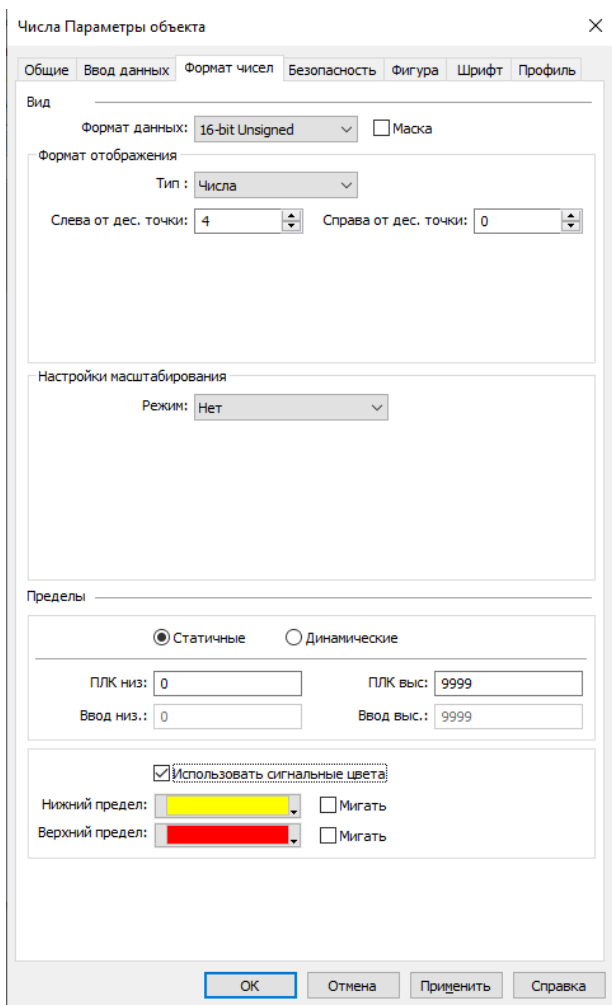 Числа Параметры объекта
Общие Ввод данных Формат чисел Безопасность Фигура Шрифт Профиль
Вид
Формат данных: 16-bit Unsigned Маска
Формат отображения
Тип : Числа
Слева от дес. точки: 4 Справа от дес. точки: 0
Настройки масштабирования
Режим: Нет
Пределы
Статичные Динамические
ПЛК низ: 0 ПЛК выс: 9999
Ввод низ.: 0 Ввод выс.: 9999
Использовать сигнальные цвета
Нижний предел: Мигать
Верхний предел: Мигать
OK Отмена Применить Справка